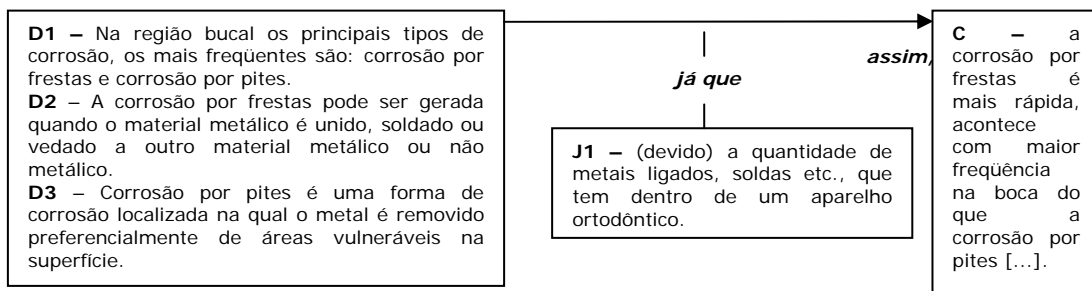 D1 – Na região bucal os principais tipos de
corrosão, os mais freqüentes são: corrosão por
frestas e corrosão por pites.
D2 – A corrosão por frestas pode ser gerada
quando o material metálico é unido, soldado ou
vedado a outro material metálico ou não
metálico.
D3 – Corrosão por pites é uma forma de
corrosão localizada na qual o metal é removido
preferencialmente de áreas vulneráveis na
superfície.
já que
J1 – (devido) a quantidade de
metais ligados, soldas etc., que
tem dentro de um aparelho
ortodôntico.
assim,
C – a
corrosão por
frestas é
mais rápida,
acontece
com maior
freqüência
na boca do
que a
corrosão por
pites [...].